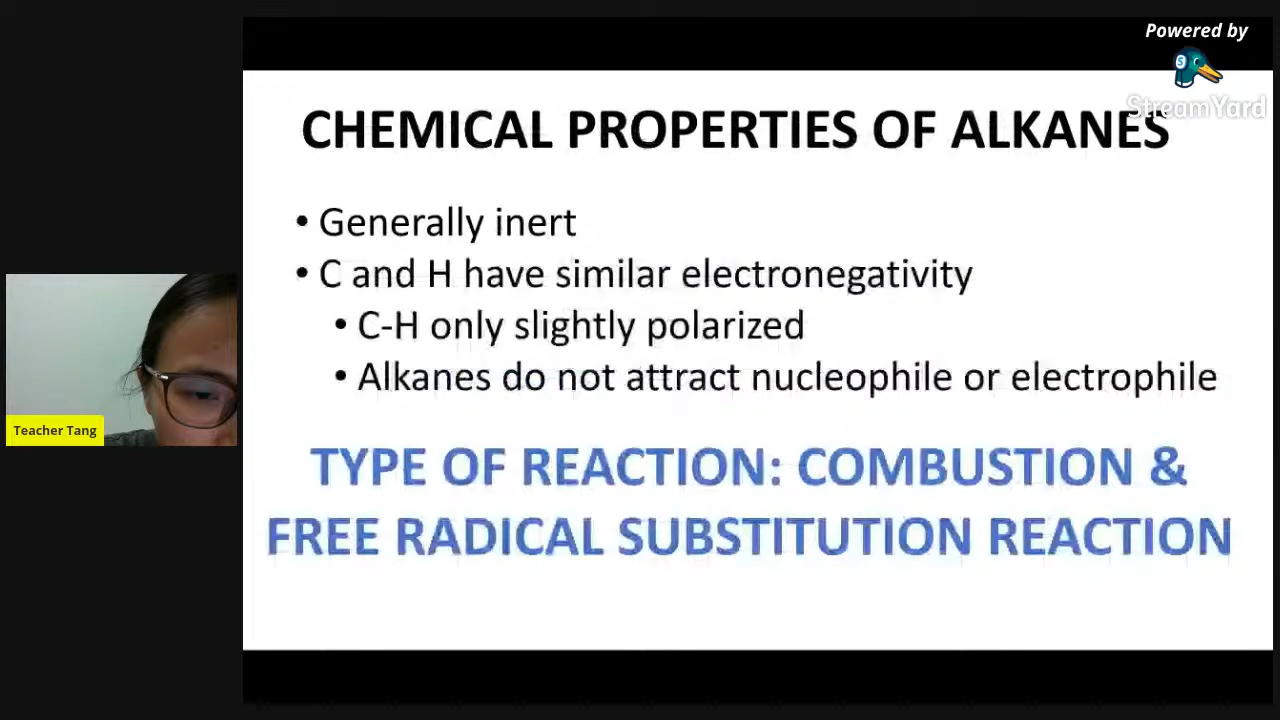 Powered by
StreamYard
CHEMICAL PROPERTIES OF ALKANES
• Generally inert
• C and H have similar electronegativity
• C-H only slightly polarized
• Alkanes do not attract nucleophile or electrophile
TYPE OF REACTION: COMBUSTION &
FREE RADICAL SUBSTITUTION REACTION
Teacher Tang